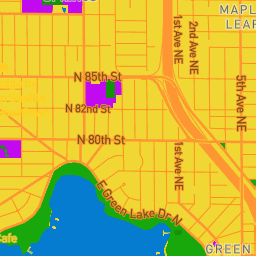 MAPL
LEAF
1st Ave NE
2nd Ave NE
N 85th St
5th Ave NE
N 82nd St
N 80th St
1st Ave NE
E Green Lake Dr N
Cafe
GREEN